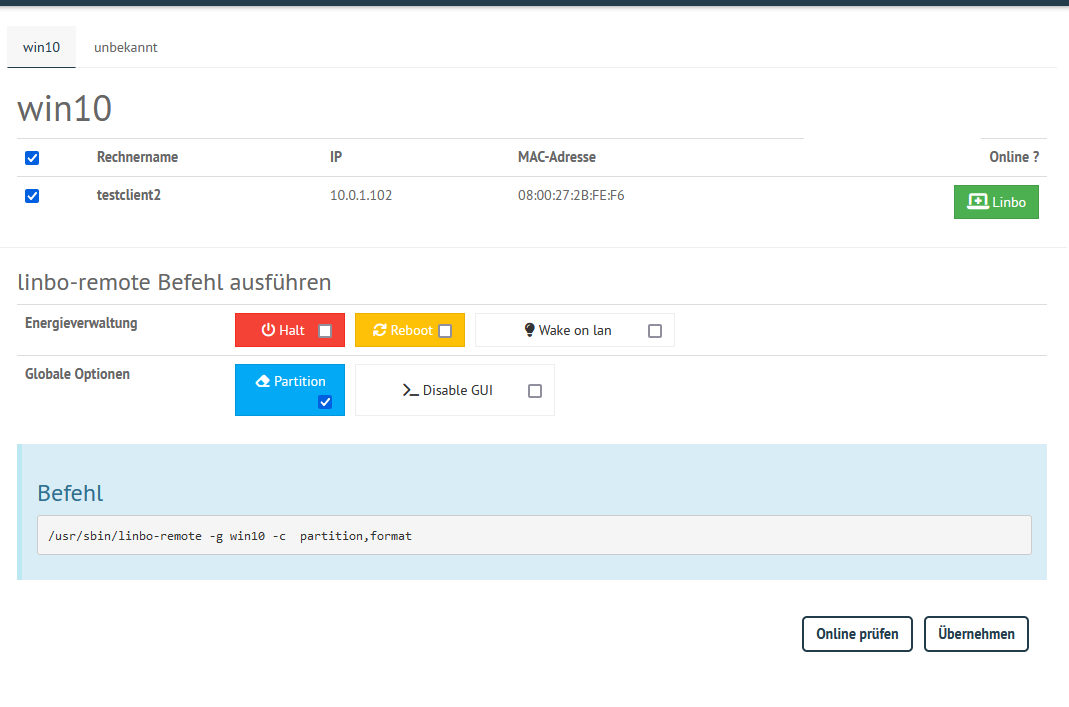 win10 unbekannt
win10
Rechnername IP MAC-Adresse Online ?
testclient2 10.0.1.102 08:00:27:2B:FE:F6 Linbo
linbo-remote Befehl ausführen
Energieverwaltung Halt Reboot Wake on lan
Globale Optionen Partition Disable GUI
Befehl
/usr/sbin/linbo-remote -g win10 -c  partition,format
Online prüfen Übernehmen